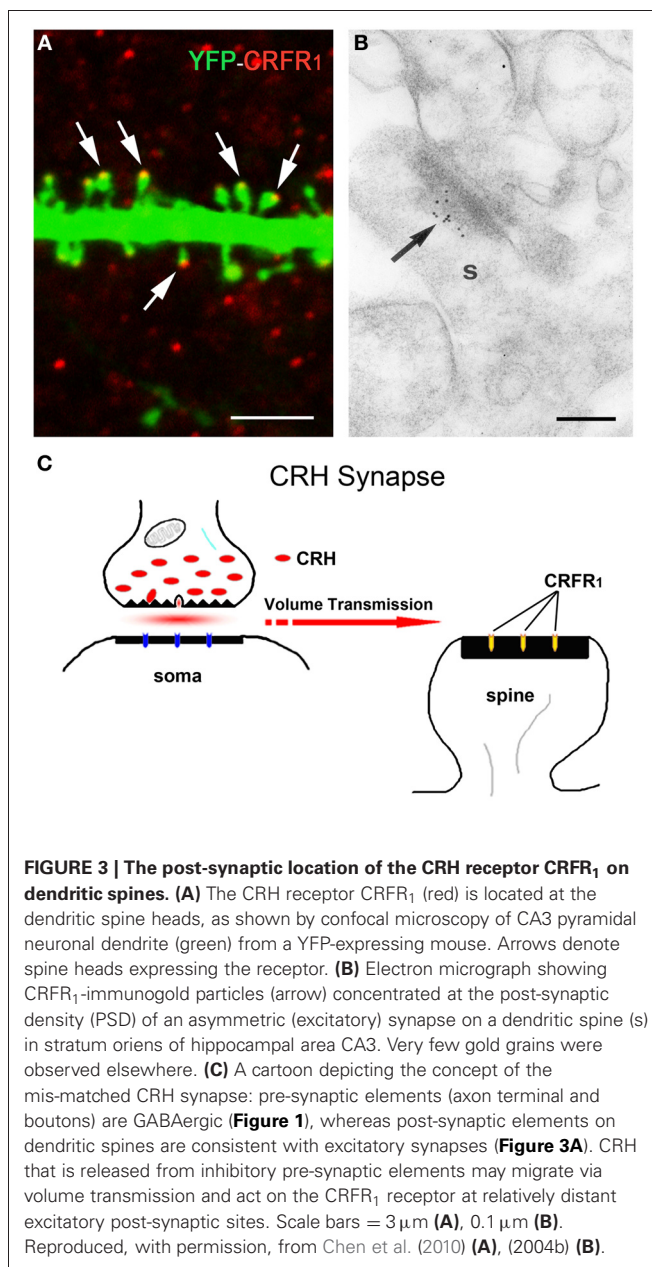 A
YFP-CRFR1
B
s
C
CRH Synapse
CRH
Volume Transmission
CRFR1
soma
spine
FIGURE 3 | The post-synaptic location of the CRH receptor CRFR₁ on
dendritic spines. (A) The CRH receptor CRFR₁ (red) is located at the
dendritic spine heads, as shown by confocal microscopy of CA3 pyramidal
neuronal dendrite (green) from a YFP-expressing mouse. Arrows denote
spine heads expressing the receptor. (B) Electron micrograph showing
CRFR₁-immunogold particles (arrow) concentrated at the post-synaptic
density (PSD) of an asymmetric (excitatory) synapse on a dendritic spine (s)
in stratum oriens of hippocampal area CA3. Very few gold grains were
observed elsewhere. (C) A cartoon depicting the concept of the
mis-matched CRH synapse: pre-synaptic elements (axon terminal and
boutons) are GABAergic (Figure 1), whereas post-synaptic elements on
dendritic spines are consistent with excitatory synapses (Figure 3A). CRH
that is released from inhibitory pre-synaptic elements may migrate via
volume transmission and act on the CRFR₁ receptor at relatively distant
excitatory post-synaptic sites. Scale bars = 3 μm (A), 0.1 μm (B).
Reproduced, with permission, from Chen et al. (2010) (A), (2004b) (B).